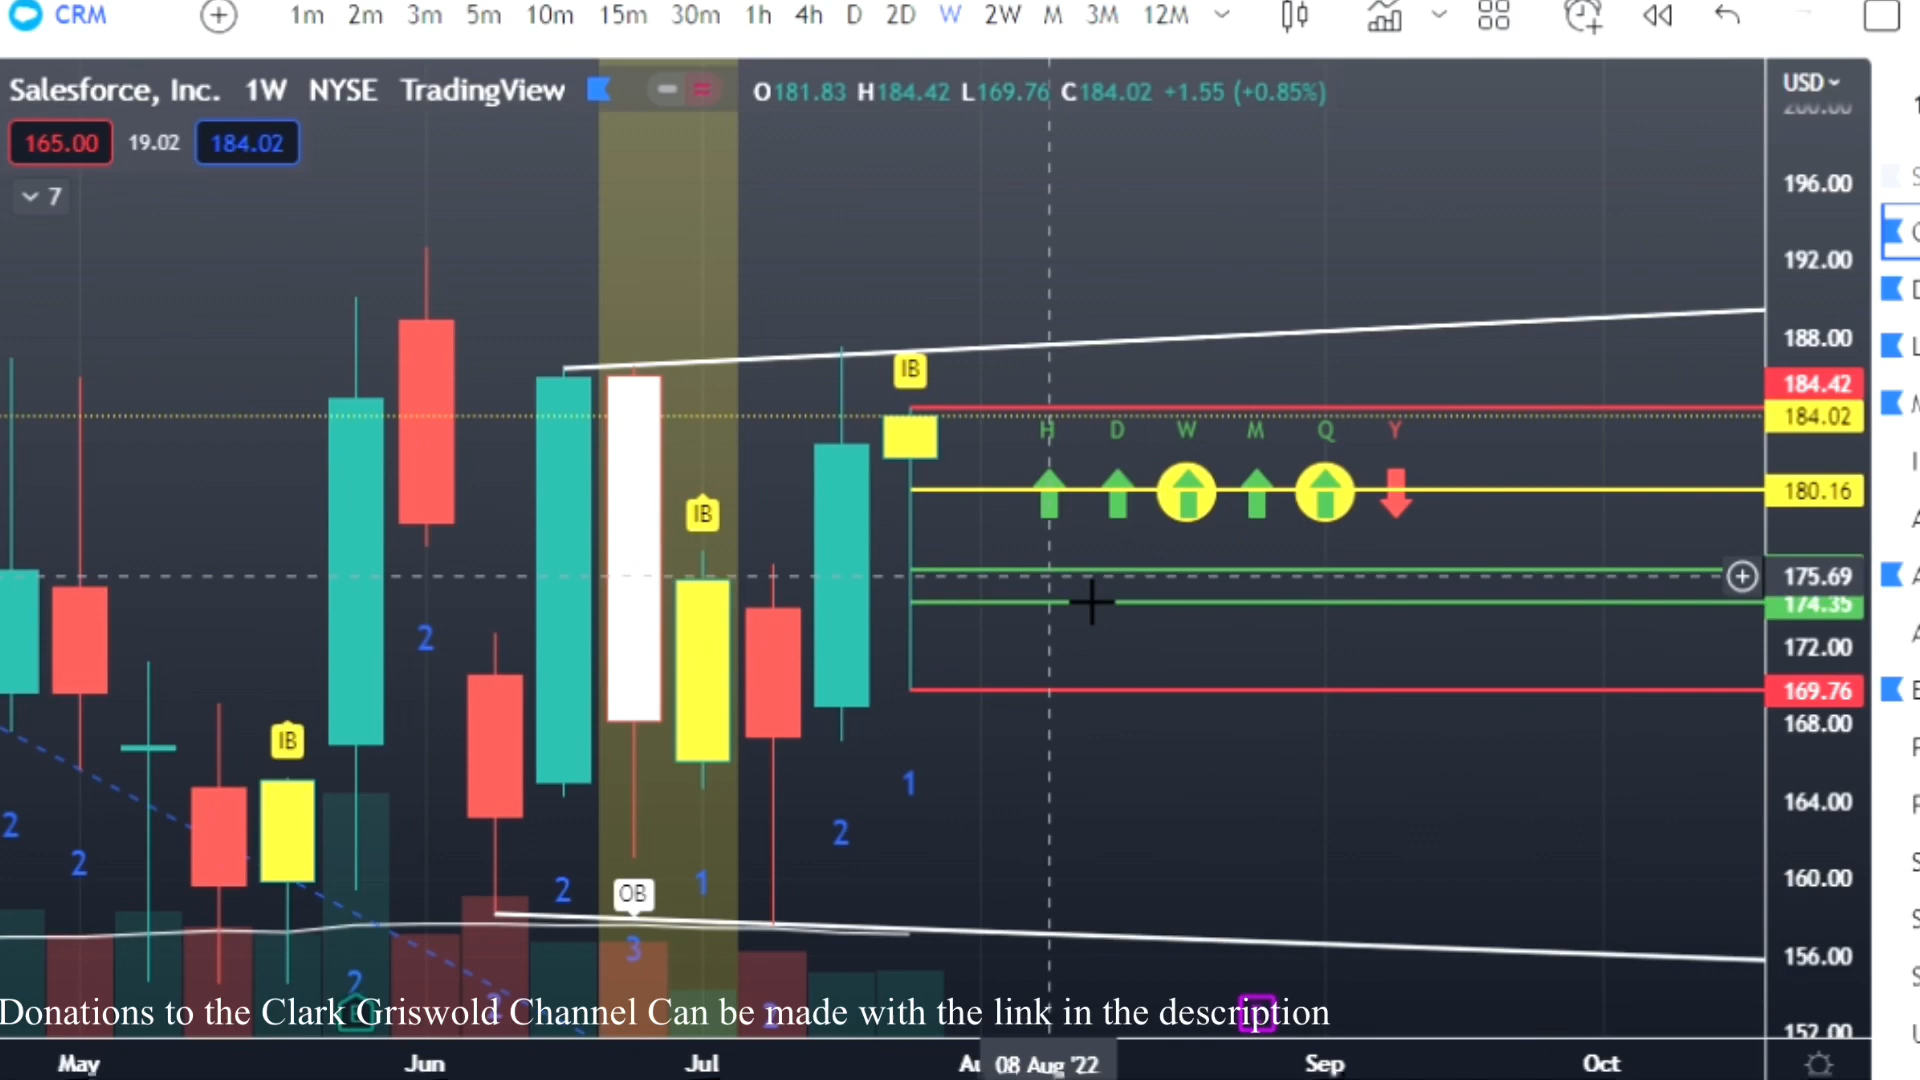 CRM 1m 2m 3m 5m 10m 15m 30m 1h 4h D 2D W 2W M 3M 12M
Salesforce, Inc. 1W NYSE TradingView O181.83 H184.42 L169.76 C184.02 +1.55 (+0.85%)
USD
200.00
165.00 19.02 184.02
7
196.00
192.00
188.00
IB
184.42
184.02
H D W M Q Y
180.16
IB
175.69
174.35
2
172.00
169.76
168.00
IB
1
164.00
2 2
2
160.00
2 OB 1
3
156.00
2
Donations to the Clark Griswold Channel Can be made with the link in the description
152.00
May Jun Jul 08 Aug '22 Sep Oct